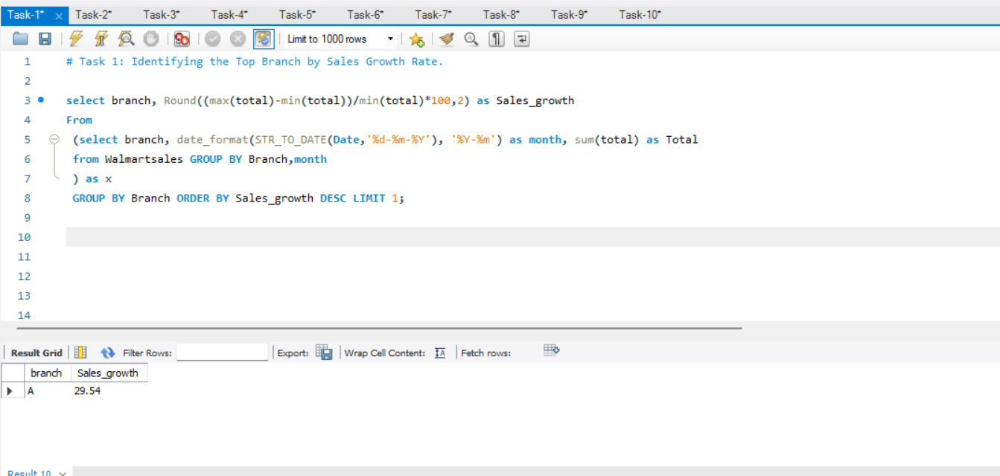 Task-1* Task-2* Task-3* Task-4* Task-5* Task-6* Task-7* Task-8* Task-9* Task-10*
Limit to 1000 rows
1 # Task 1: Identifying the Top Branch by Sales Growth Rate.
2
3 select branch, Round((max(total)-min(total))/min(total)*100,2) as Sales_growth
4 From
5 (select branch, date_format(STR_TO_DATE(Date,'%d-%m-%Y'), '%Y-%m') as month, sum(total) as Total
6 from Walmartsales GROUP BY Branch,month
7 ) as x
8 GROUP BY Branch ORDER BY Sales_growth DESC LIMIT 1;
9
10
11
12
13
14
Result Grid Filter Rows: Export: Wrap Cell Content: Fetch rows:
branch Sales_growth
A 29.54
Result 10